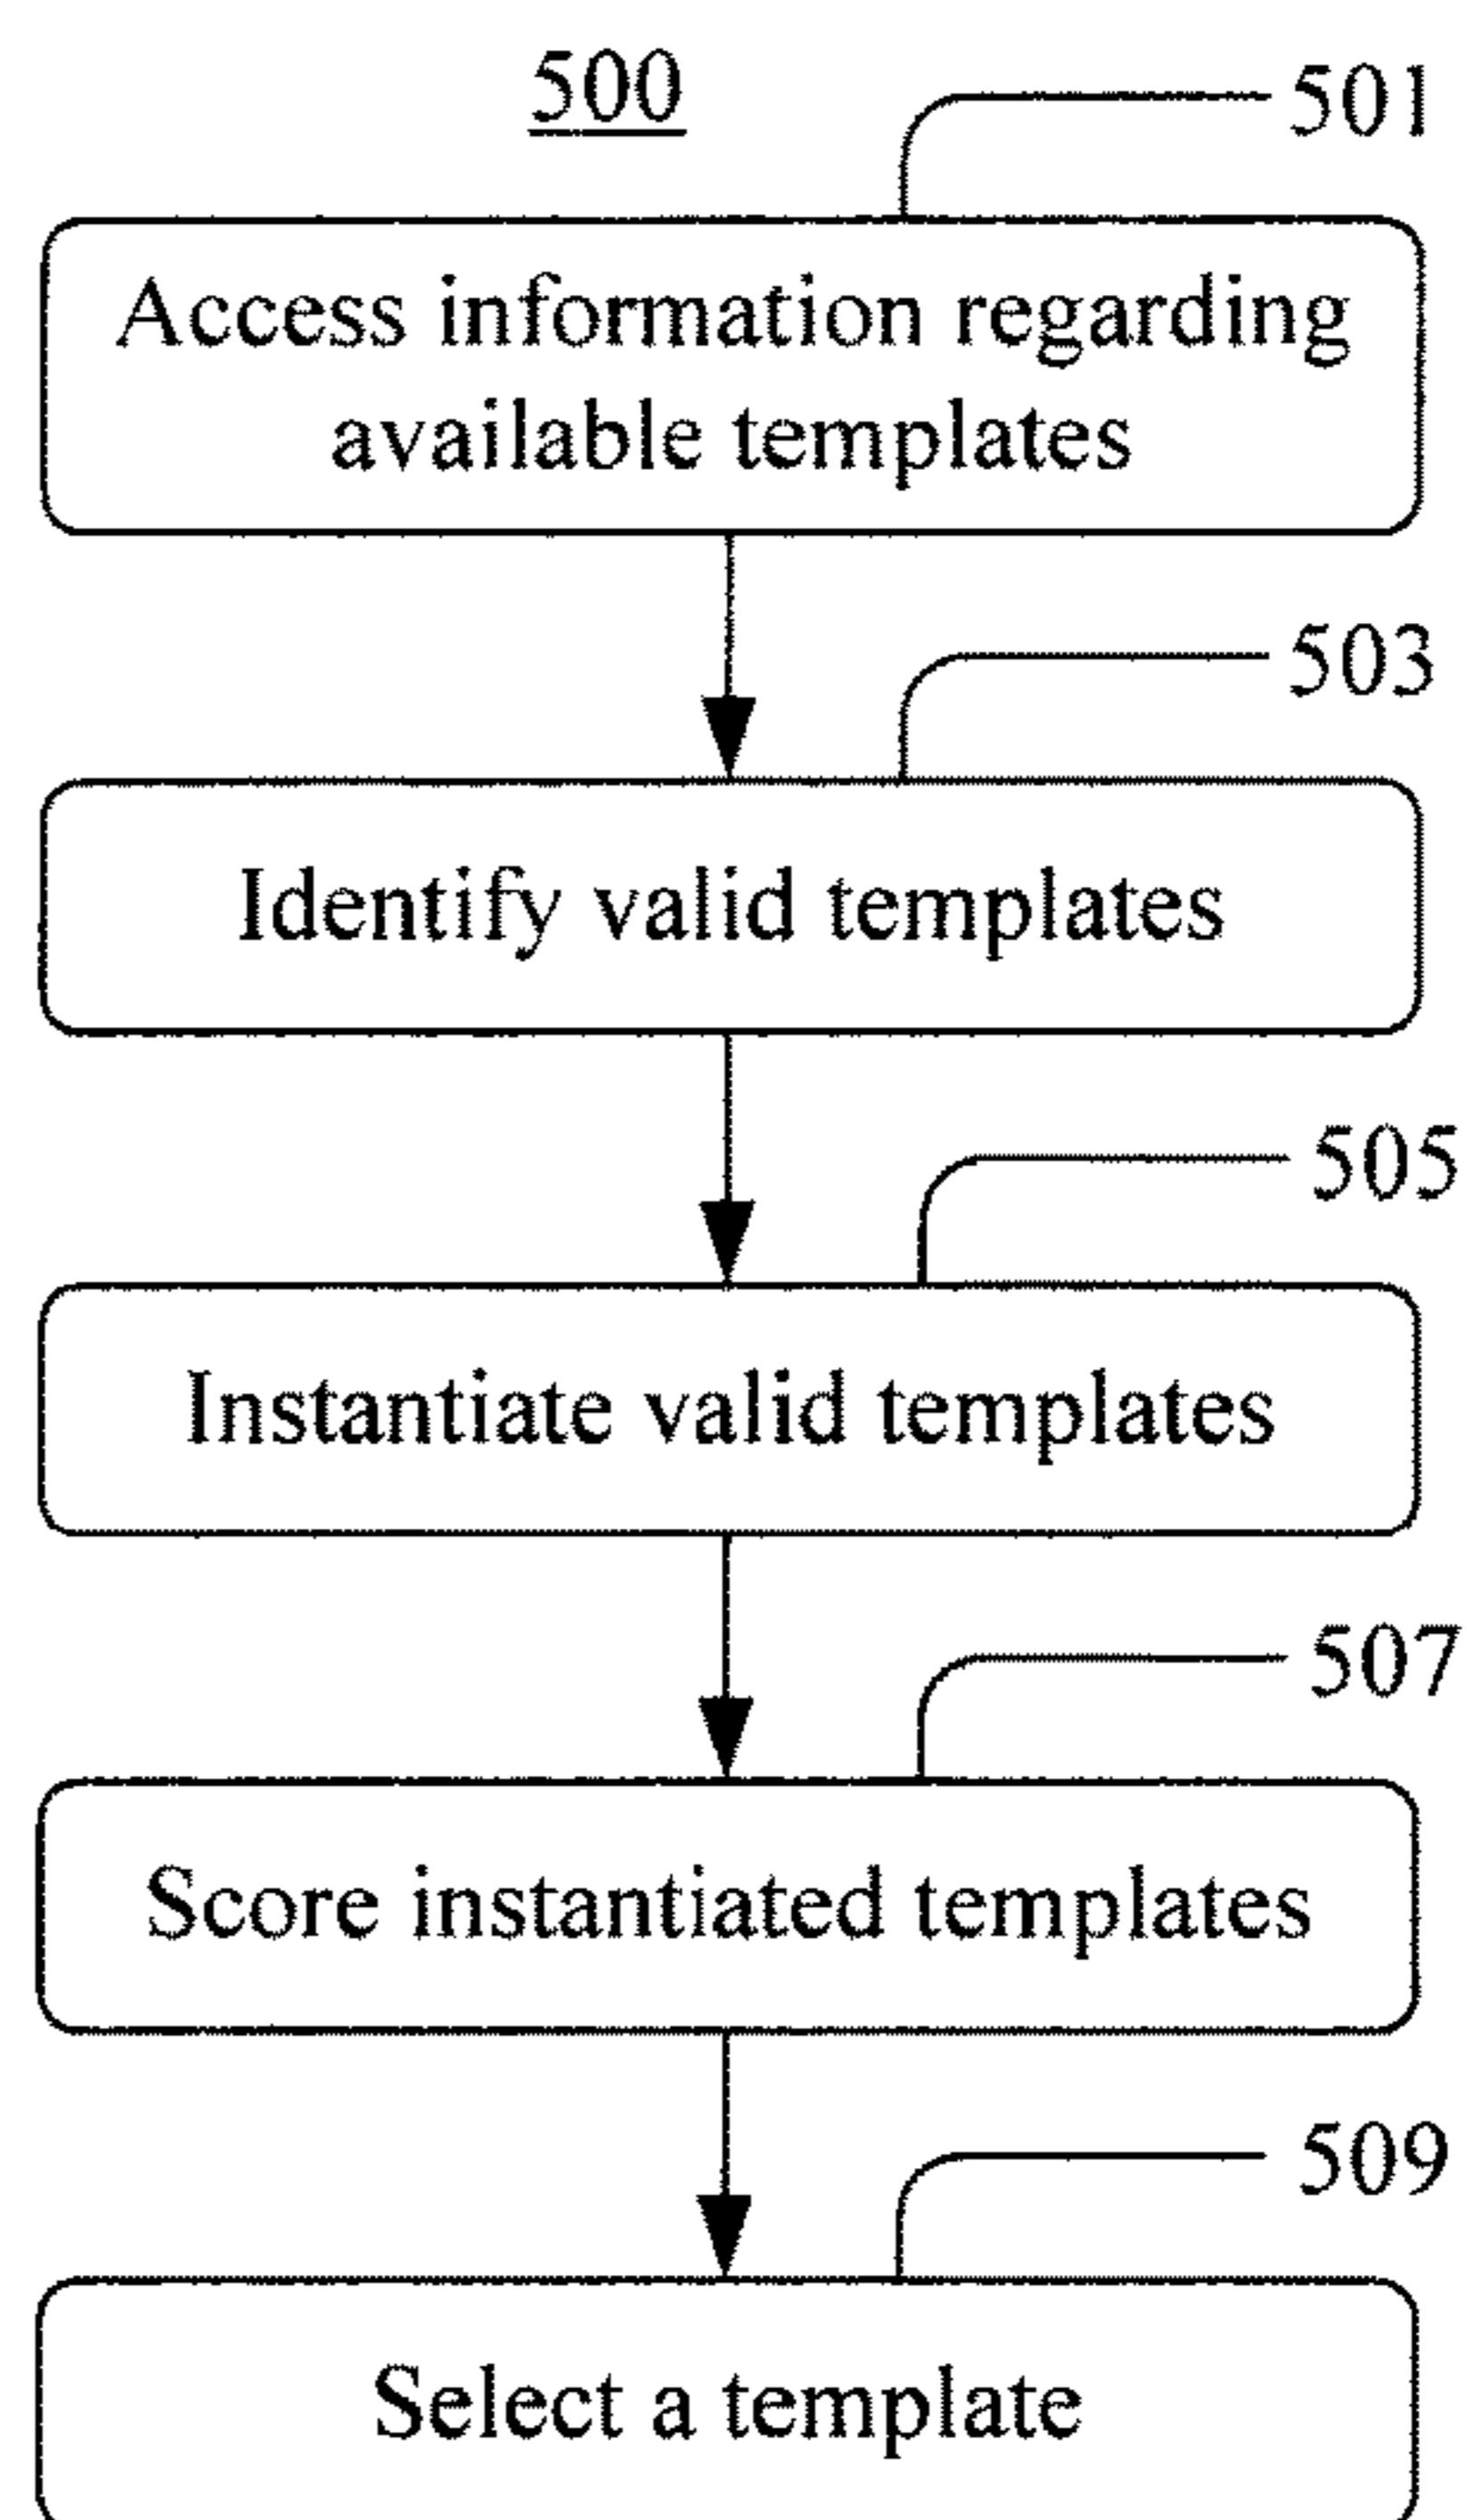 500
501
Access information regarding
available templates
503
Identify valid templates
505
Instantiate valid templates
507
Score instantiated templates
509
Select a template